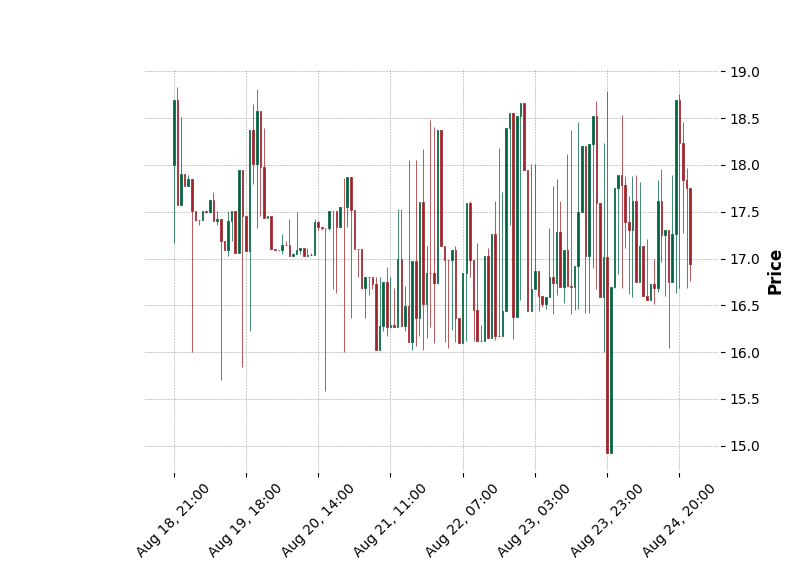 19.0
18.5
18.0
17.5
17.0
16.5
16.0
15.5
15.0
Price
Aug 18, 21:00
Aug 19, 18:00
Aug 20, 14:00
Aug 21, 11:00
Aug 22, 07:00
Aug 23, 03:00
Aug 23, 23:00
Aug 24, 20:00